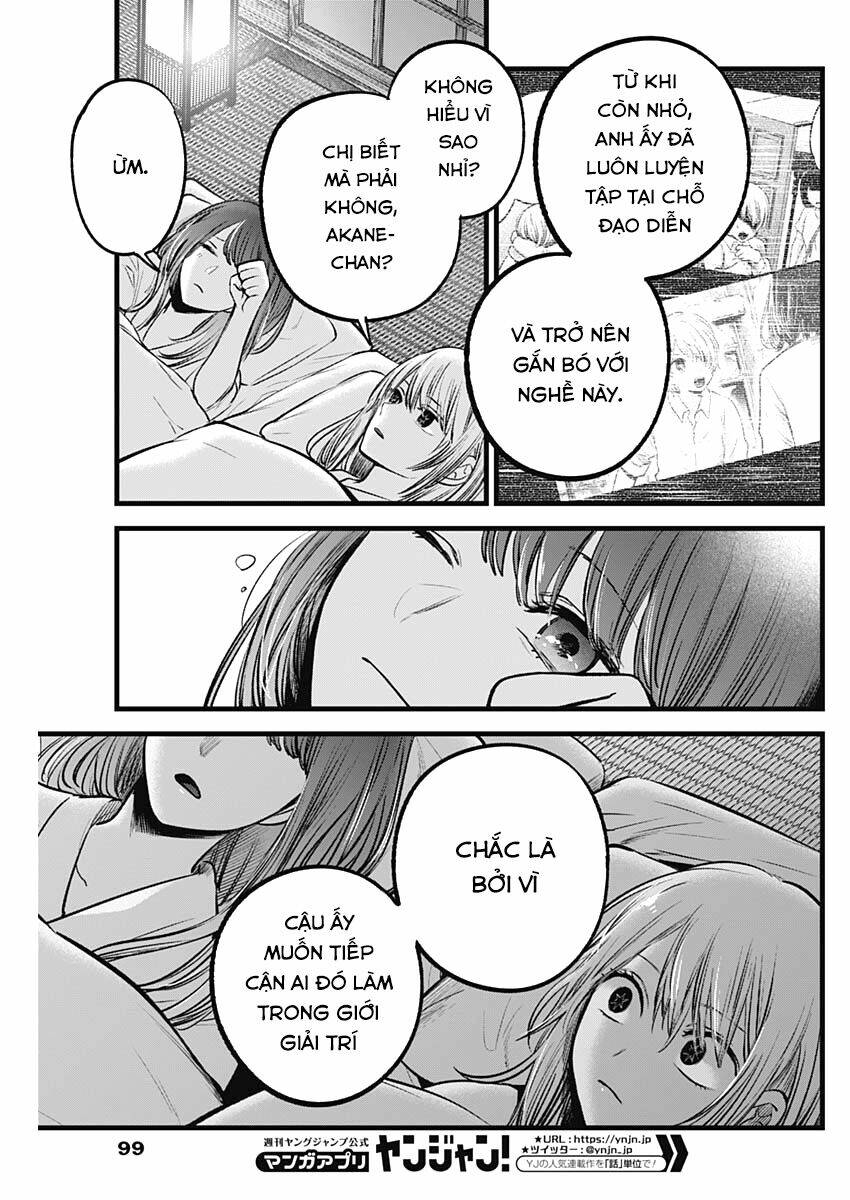 TỪ KHI
CÒN NHỎ,
ANH ẤY ĐÃ
LUÔN LUYỆN
TẬP TẠI CHỖ
ĐẠO DIỄN
VÀ TRỞ NÊN
GẮN BÓ VỚI
NGHỀ NÀY.
KHÔNG
HIỂU VÌ
SAO
NHỈ?
CHỊ BIẾT
MÀ PHẢI
KHÔNG,
AKANE-
CHAN?
ỪM.
CHẮC LÀ
BỞI VÌ
CẬU ẤY
MUỐN TIẾP
CẬN AI ĐÓ LÀM
TRONG GIỚI
GIẢI TRÍ
99
週刊ヤングジャンプ公式
マンガアプリ
ヤンジャン!
★URL:https://ynjn.jp
★ツイッター:@ynjn_jp
YJの人気連載作を「話」単位で!